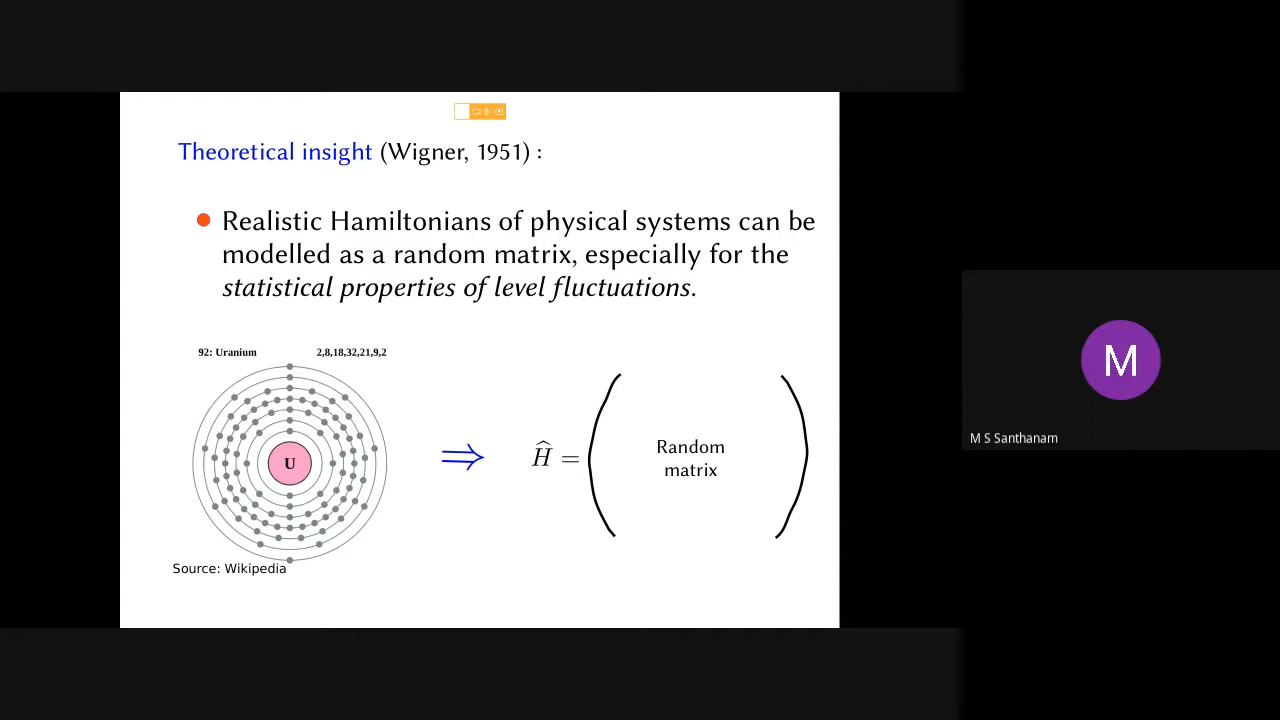 Theoretical insight (Wigner, 1951) :
Realistic Hamiltonians of physical systems can be
modelled as a random matrix, especially for the
statistical properties of level fluctuations.
92: Uranium 2,8,18,32,21,9,2
U
Ĥ =
Random
matrix
Source: Wikipedia
M
M S Santhanam